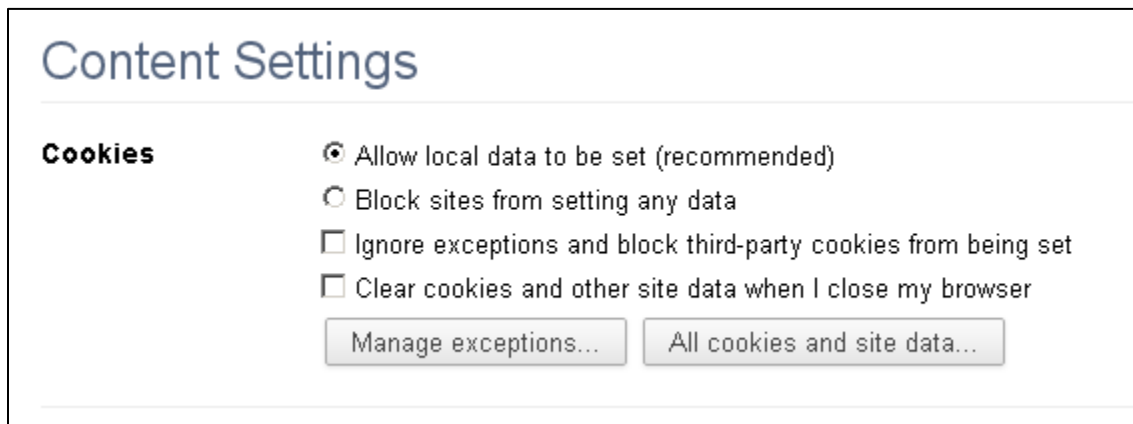 Content Settings
Cookies
Allow local data to be set (recommended)
Block sites from setting any data
Ignore exceptions and block third-party cookies from being set
Clear cookies and other site data when I close my browser
Manage exceptions... All cookies and site data...